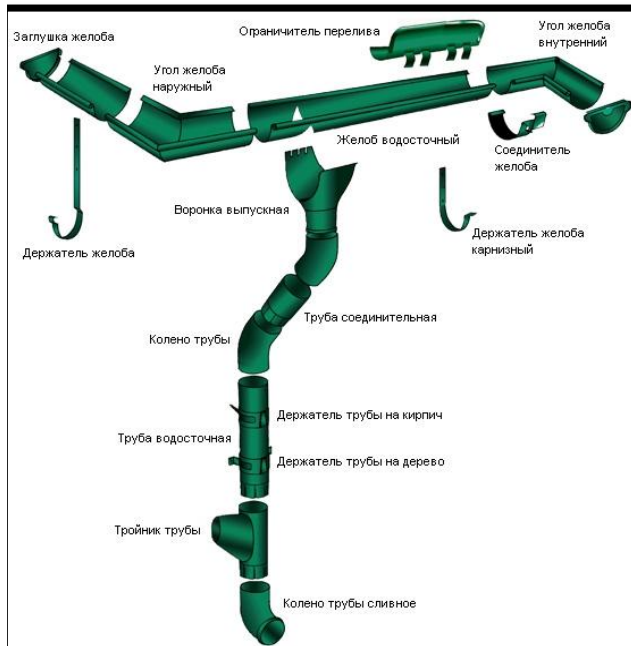 Ограничитель перелива
Угол желоба
внутренний
Заглушка желоба
Угол желоба
наружный
Желоб водосточный
Соединитель
желоба
Воронка выпускная
Держатель желоба
Держатель желоба
карнизный
Труба соединительная
Колено трубы
Держатель трубы на кирпич
Труба водосточная
Держатель трубы на дерево
Тройник трубы
Колено трубы сливное